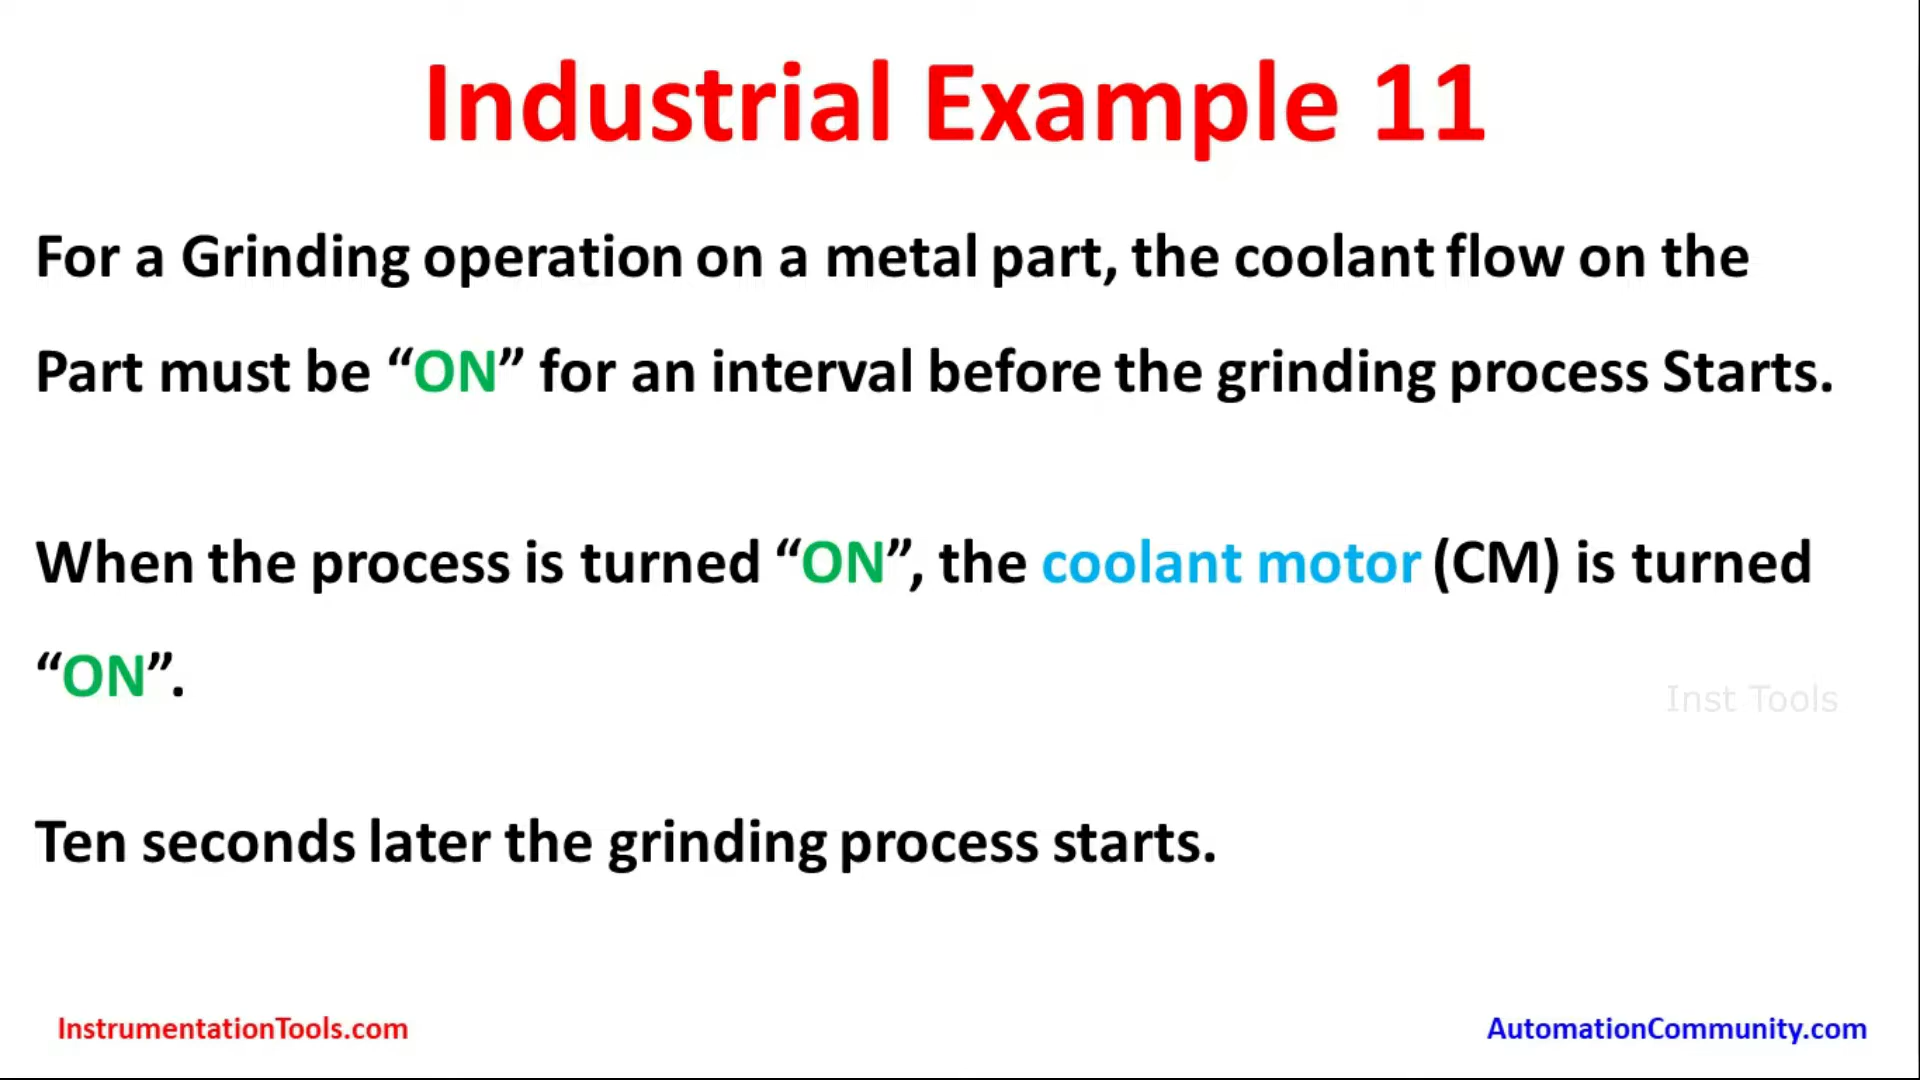 Industrial Example 11
For a Grinding operation on a metal part, the coolant flow on the
Part must be “ON” for an interval before the grinding process Starts.
When the process is turned “ON”, the coolant motor (CM) is turned
“ON”.
Inst Tools
Ten seconds later the grinding process starts.
InstrumentationTools.com
AutomationCommunity.com